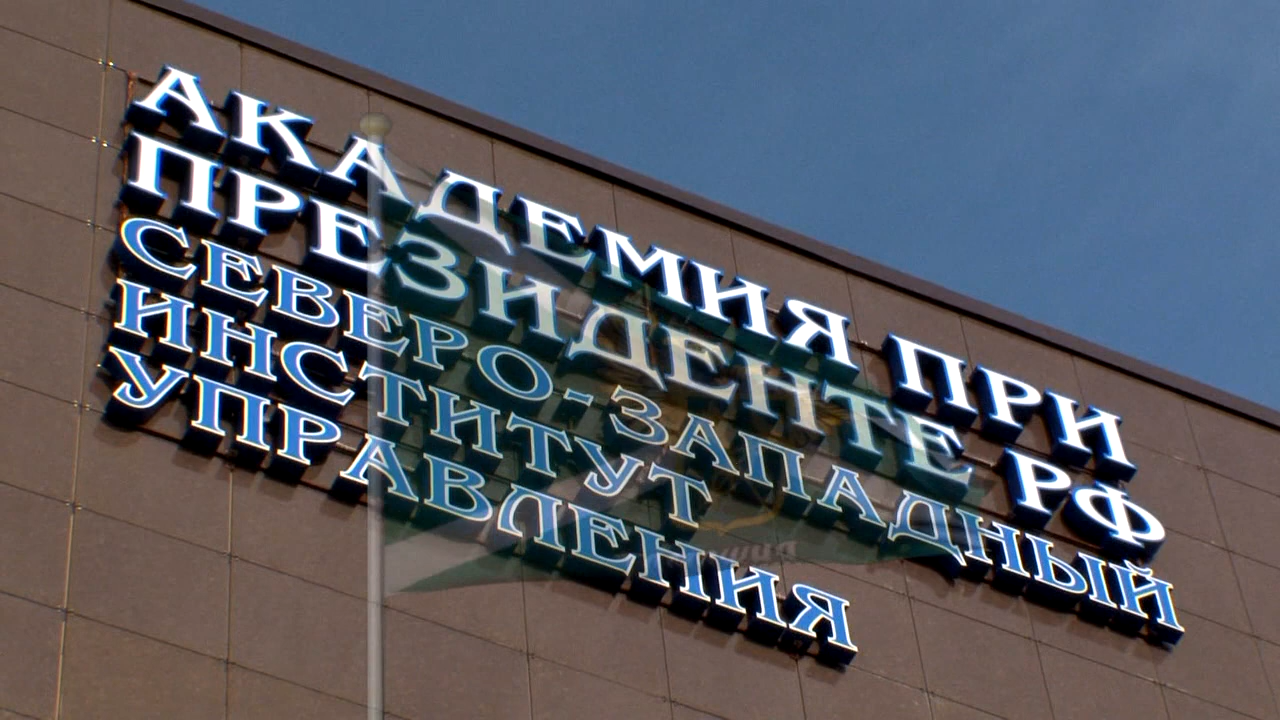 АКАДЕМИЯ ПРИ
ПРЕЗИДЕНТЕ РФ
СЕВЕРО-ЗАПАДНЫЙ
ИНСТИТУТ
УПРАВЛЕНИЯ